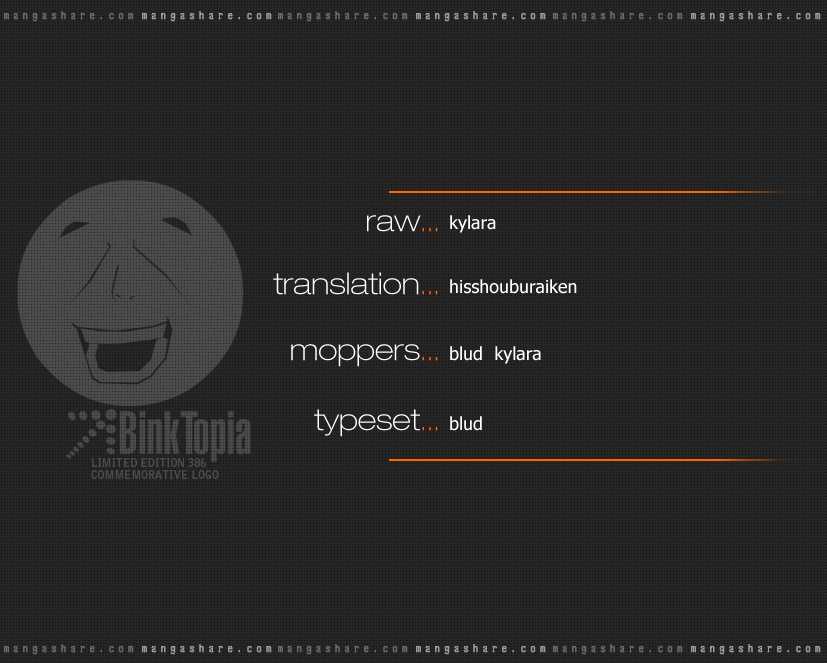 mangashare.com mangashare.com mangashare.com mangashare.com mangashare.com mangashare.com
raw... kylara
translation... hisshouburaiken
moppers... blud kylara
typeset... blud
BinkTopia
LIMITED EDITION 386
COMMEMORATIVE LOGO
mangashare.com mangashare.com mangashare.com mangashare.com mangashare.com mangashare.com